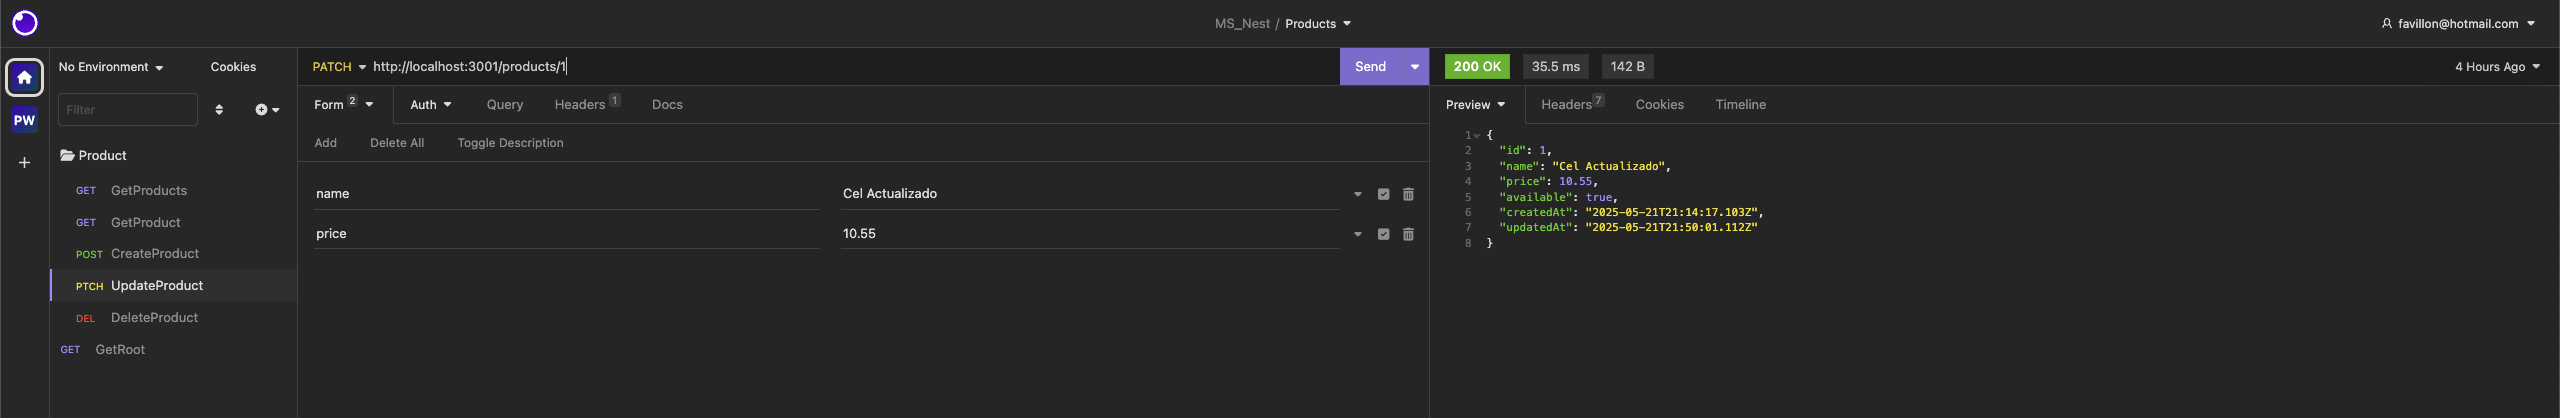 MS_Nest / Products
favillon@hotmail.com
No Environment
Cookies
PATCH http://localhost:3001/products/1
Send
200 OK
35.5 ms
142 B
4 Hours Ago
PW
Filter
Form 2
Auth
Query
Headers 1
Docs
Preview
Headers 7
Cookies
Timeline
Add
Delete All
Toggle Description
Product
GET GetProducts
GET GetProduct
POST CreateProduct
PTCH UpdateProduct
DEL DeleteProduct
GET GetRoot
name Cel Actualizado
price 10.55
1 {
2 "id": 1,
3 "name": "Cel Actualizado",
4 "price": 10.55,
5 "available": true,
6 "createdAt": "2025-05-21T21:14:17.103Z",
7 "updatedAt": "2025-05-21T21:50:01.112Z"
8 }